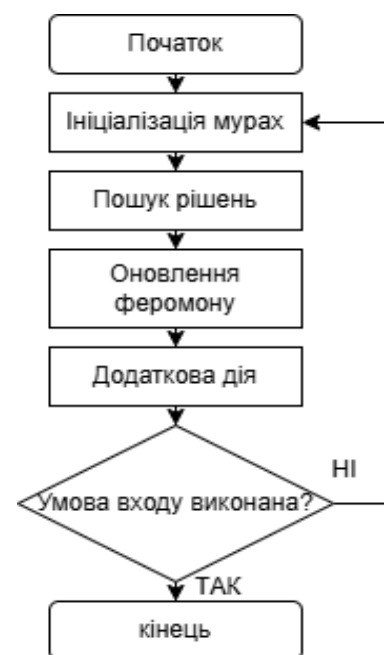 Початок
Ініціалізація мурах
Пошук рішень
Оновлення
феромону
Додаткова дія
Умова входу виконана?
НІ
ТАК
кінець